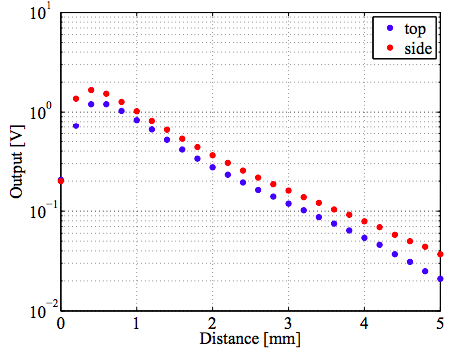 10^1
10^0
10^-1
10^-2
Output [V]
top
side
0 1 2 3 4 5
Distance [mm]